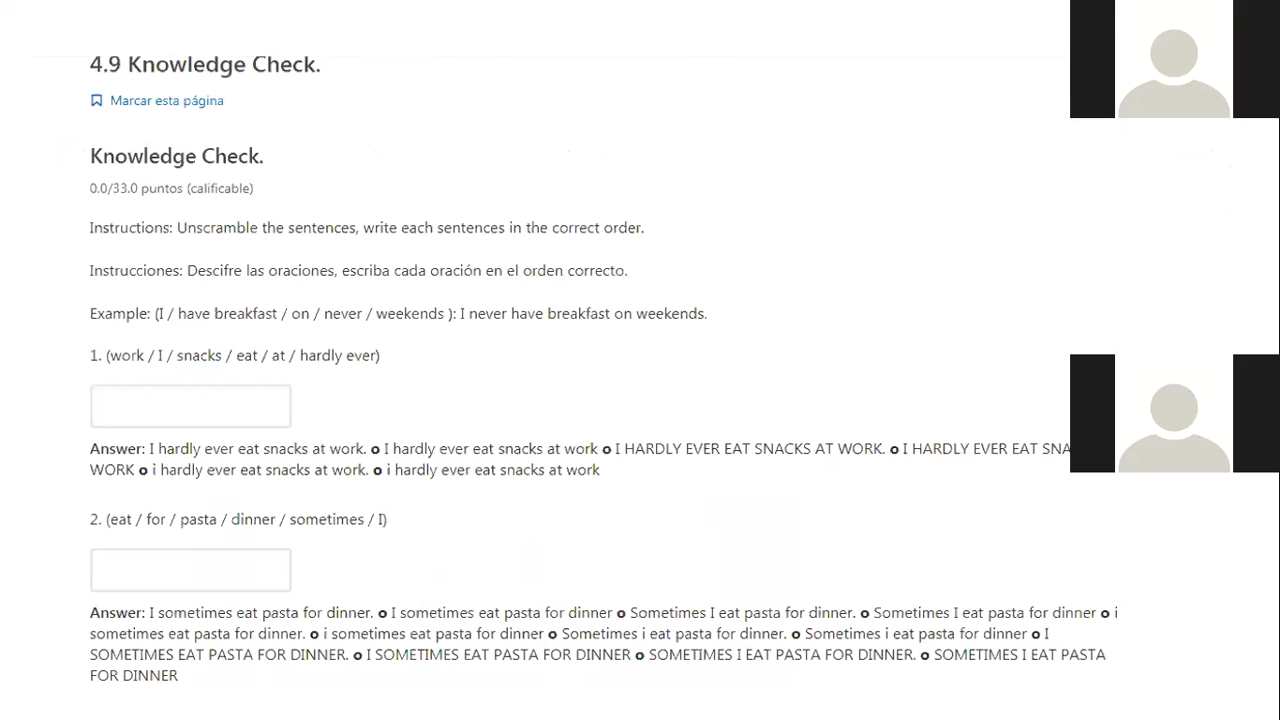 4.9 Knowledge Check.
Marcar esta página
Knowledge Check.
0.0/33.0 puntos (calificable)
Instructions: Unscramble the sentences, write each sentences in the correct order.
Instrucciones: Descifre las oraciones, escriba cada oración en el orden correcto.
Example: (I / have breakfast / on / never / weekends ): I never have breakfast on weekends.
1. (work / I / snacks / eat / at / hardly ever)
Answer: I hardly ever eat snacks at work. o I hardly ever eat snacks at work o I HARDLY EVER EAT SNACKS AT WORK. o I HARDLY EVER EAT
WORK o i hardly ever eat snacks at work. o i hardly ever eat snacks at work
2. (eat / for / pasta / dinner / sometimes / I)
Answer: I sometimes eat pasta for dinner. o I sometimes eat pasta for dinner o Sometimes I eat pasta for dinner. o Sometimes I eat pasta for dinner o i
sometimes eat pasta for dinner. o i sometimes eat pasta for dinner o Sometimes i eat pasta for dinner. o Sometimes i eat pasta for dinner o I
SOMETIMES EAT PASTA FOR DINNER. o I SOMETIMES EAT PASTA FOR DINNER o SOMETIMES I EAT PASTA FOR DINNER. o SOMETIMES I EAT PASTA
FOR DINNER